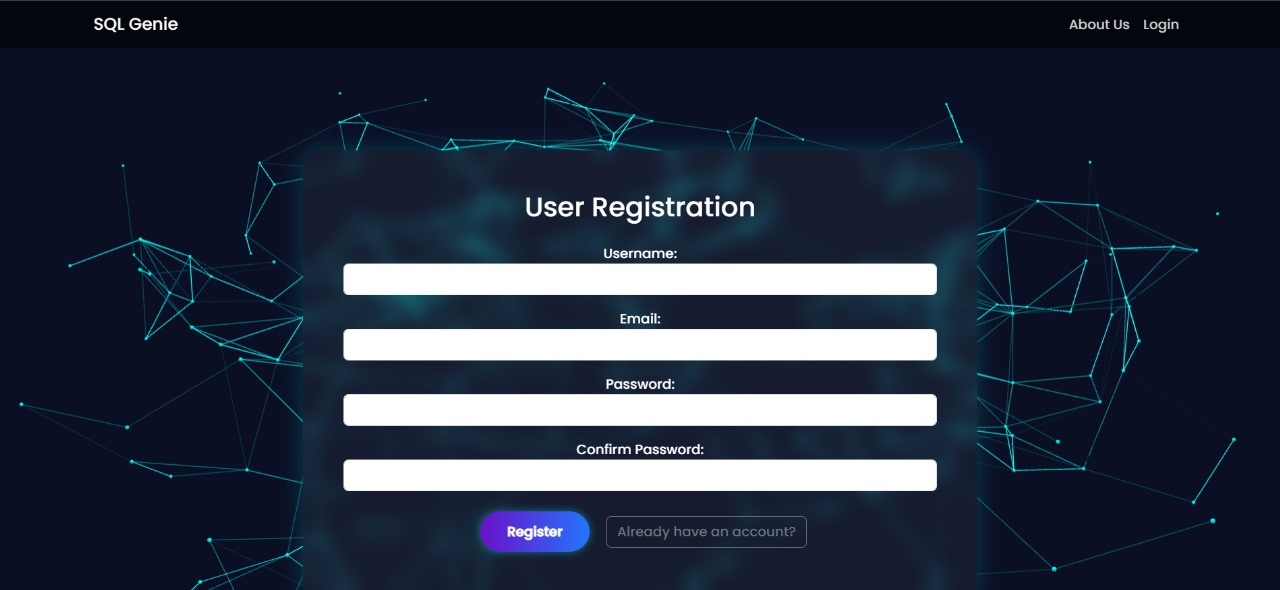 SQL Genie
About Us Login
User Registration
Username:
Email:
Password:
Confirm Password:
Register
Already have an account?